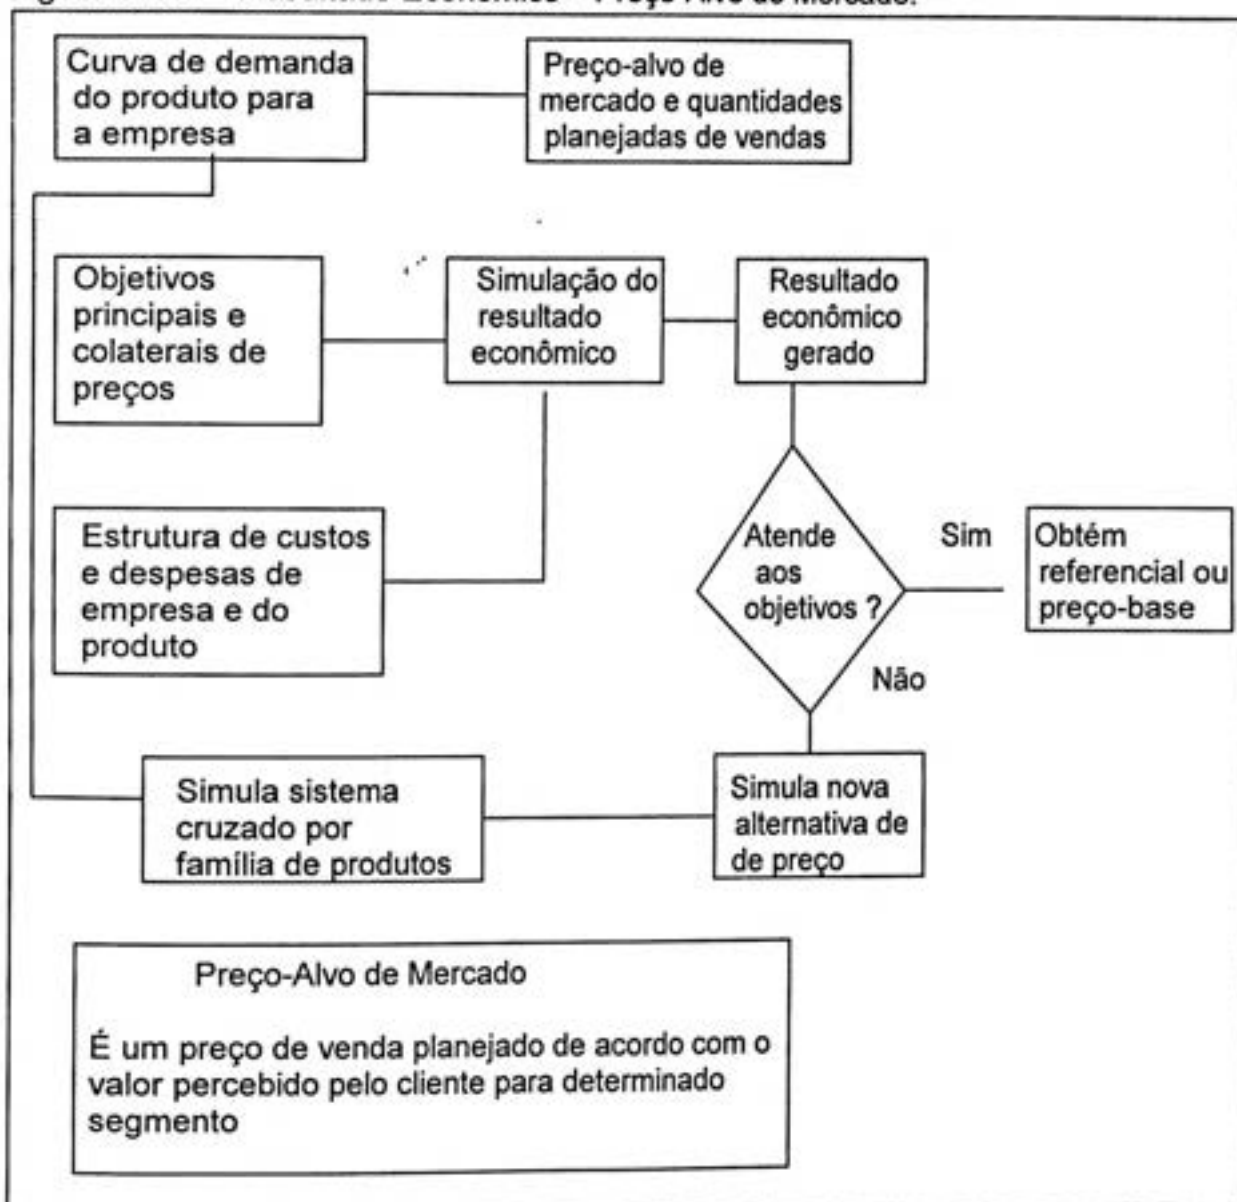 Preço-Alvo de Mercado.
Curva de demanda
do produto para
a empresa
Preço-alvo de
mercado e quantidades
planejadas de vendas
Objetivos
principais e
colaterais de
preços
Simulação do
resultado
econômico
Resultado
econômico
gerado
Estrutura de custos
e despesas de
empresa e do
produto
Atende
aos
objetivos ?
Sim
Obtém
referencial ou
preço-base
Não
Simula sistema
cruzado por
família de produtos
Simula nova
alternativa de
de preço
Preço-Alvo de Mercado
É um preço de venda planejado de acordo com o
valor percebido pelo cliente para determinado
segmento